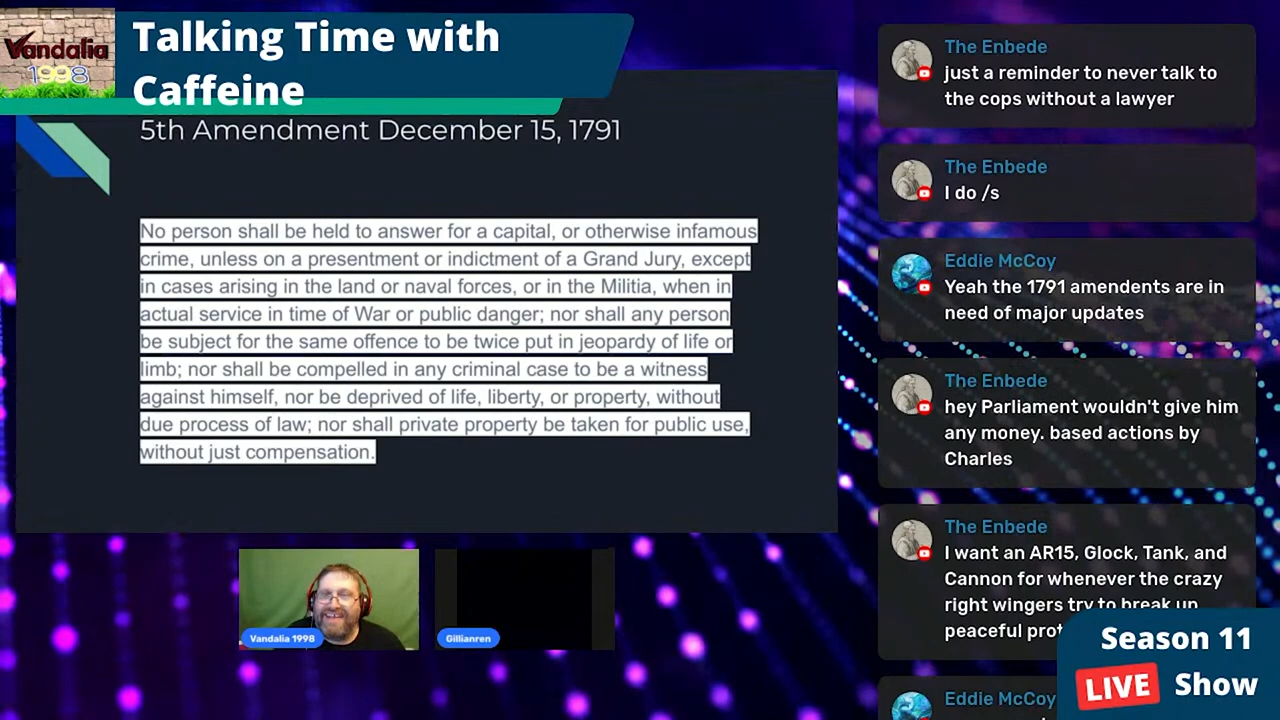 Vandalia
1998
Talking Time with
Caffeine
5th Amendment December 15, 1791
No person shall be held to answer for a capital, or otherwise infamous
crime, unless on a presentment or indictment of a Grand Jury, except
in cases arising in the land or naval forces, or in the Militia, when in
actual service in time of War or public danger; nor shall any person
be subject for the same offence to be twice put in jeopardy of life or
limb; nor shall be compelled in any criminal case to be a witness
against himself, nor be deprived of life, liberty, or property, without
due process of law; nor shall private property be taken for public use,
without just compensation.
Vandalia 1998
Gillianren
The Enbede
just a reminder to never talk to
the cops without a lawyer
The Enbede
I do /s
Eddie McCoy
Yeah the 1791 amendents are in
need of major updates
The Enbede
hey Parliament wouldn't give him
any money. based actions by
Charles
The Enbede
I want an AR15, Glock, Tank, and
Cannon for whenever the crazy
right wingers try to break up
peaceful
Eddie McCoy
Season 11
LIVE Show